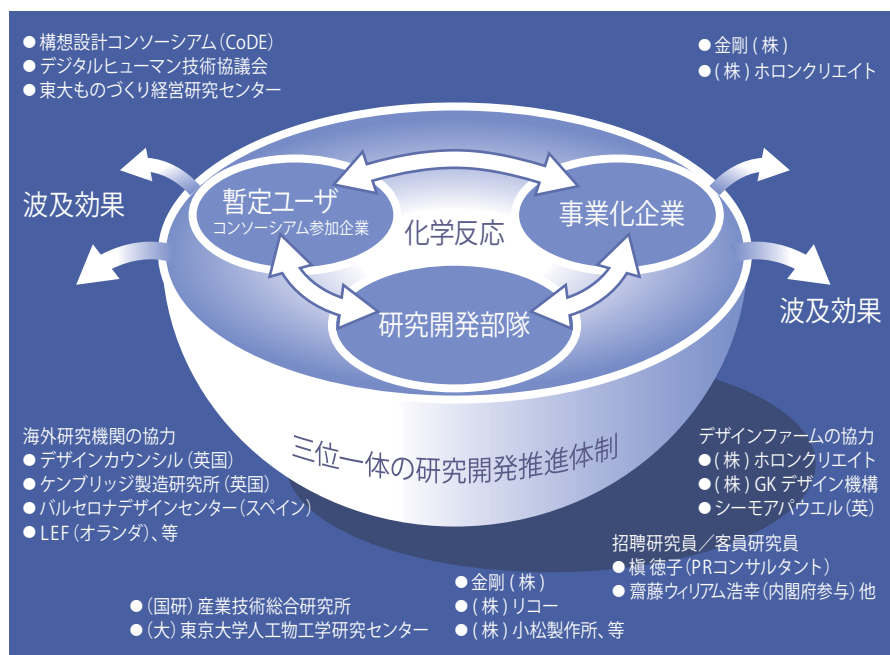 ● 構想設計コンソーシアム（CoDE）
● デジタルヒューマン技術協議会
● 東大ものづくり経営研究センター
● 金剛 ( 株 )
● ( 株 ) ホロンクリエイト
波及効果
暫定ユーザ
コンソーシアム参加企業
化学反応
事業化企業
研究開発部隊
波及効果
三位一体の研究開発推進体制
海外研究機関の協力
● デザインカウンシル（英国）
● ケンブリッジ製造研究所（英国）
● バルセロナデザインセンター（スペイン）
● LEF（オランダ）、等
デザインファームの協力
● ( 株 ) ホロンクリエイト
● ( 株 ) GK デザイン機構
● シーモアパウエル（英）
招聘研究員／客員研究員
● 槇 徳子（PRコンサルタント）
● 齋藤ウィリアム浩幸（内閣府参与）他
● （国研）産業技術総合研究所
● （大）東京大学人工物工学研究センター
● 金剛 ( 株 )
● ( 株 ) リコー
● ( 株 ) 小松製作所、等